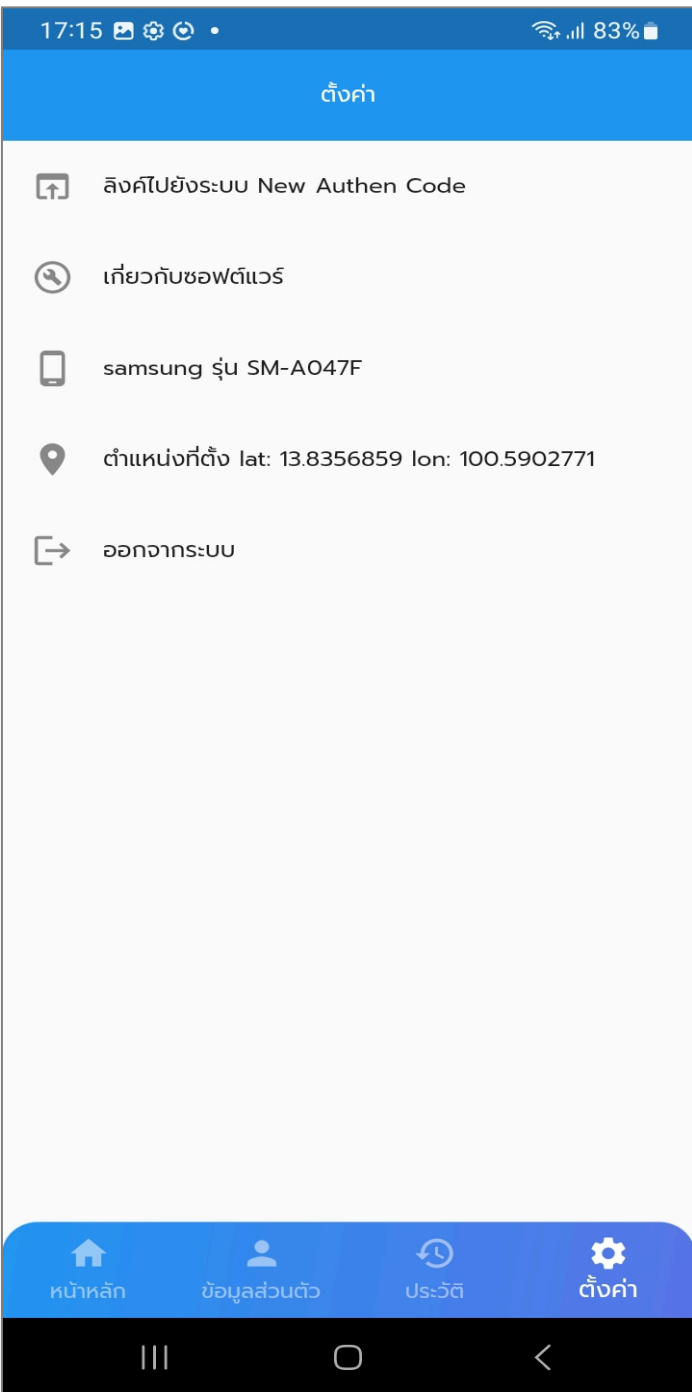 17:15 83%
ตั้งค่า
ลิงค์ไปยังระบบ New Authen Code
เกี่ยวกับซอฟต์แวร์
samsung รุ่น SM-A047F
ตำแหน่งที่ตั้ง lat: 13.8356859 lon: 100.5902771
ออกจากระบบ
หน้าหลัก ข้อมูลส่วนตัว ประวัติ ตั้งค่า